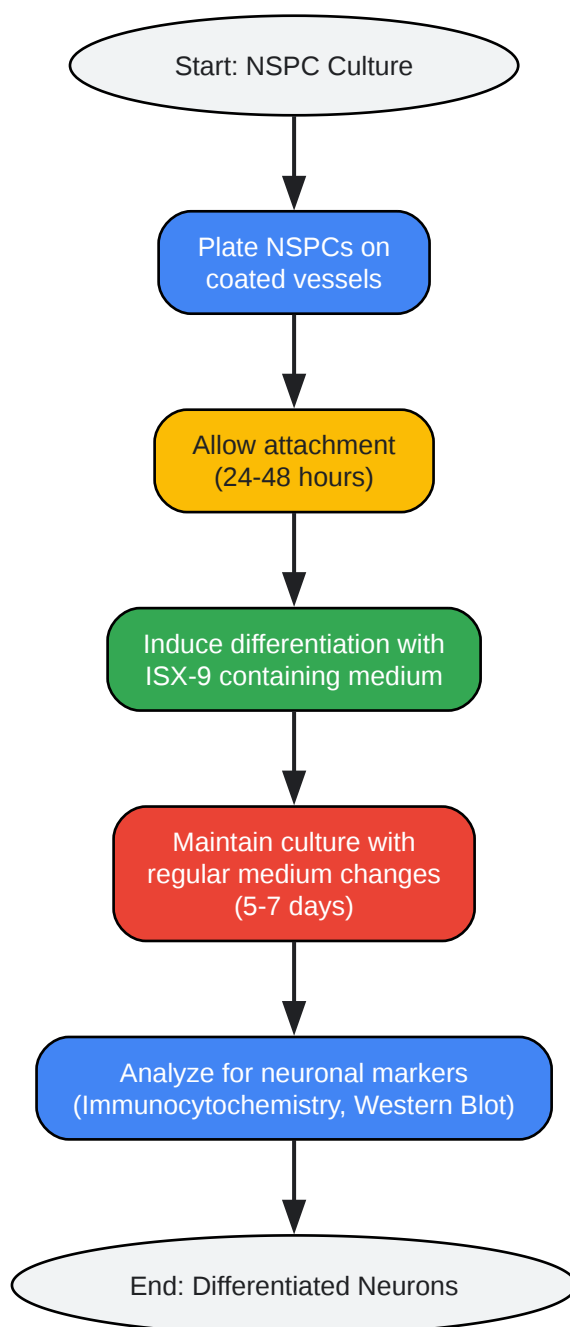 Start: NSPC Culture
Plate NSPCs on
coated vessels
Allow attachment
(24-48 hours)
Induce differentiation with
ISX-9 containing medium
Maintain culture with
regular medium changes
(5-7 days)
Analyze for neuronal markers
(Immunocytochemistry, Western Blot)
End: Differentiated Neurons